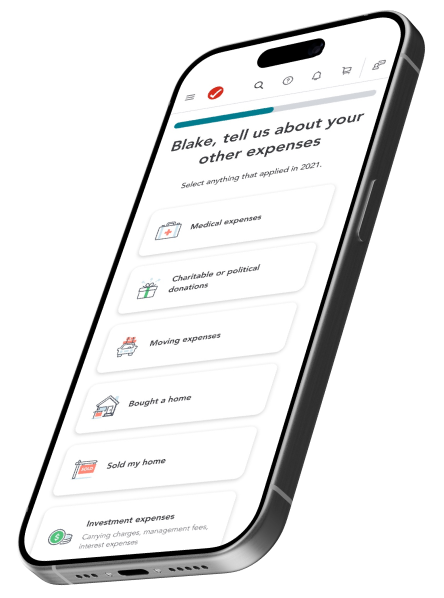 Blake, tell us about your
other expenses
Select anything that applied in 2021.
Medical expenses
Charitable or political
donations
Moving expenses
Bought a home
SOLD
Sold my home
Investment expenses
Carrying charges, management fees,
interest expenses